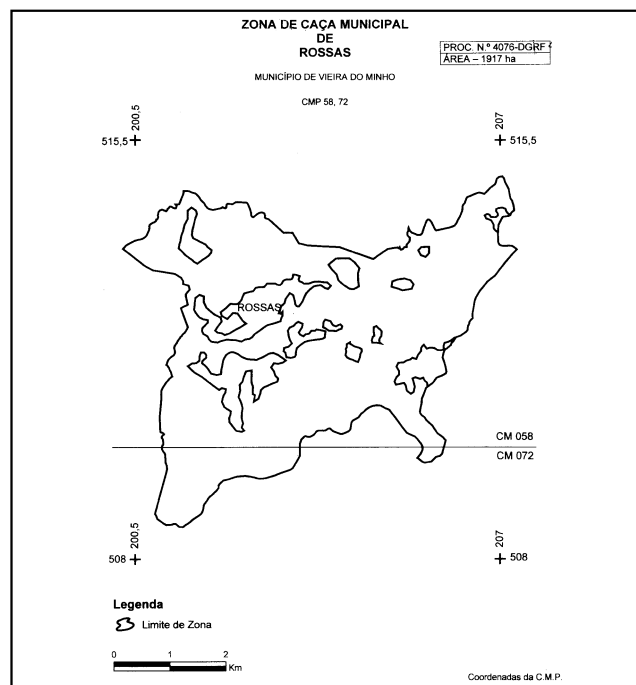 ZONA DE CAÇA MUNICIPAL
DE
ROSSAS
PROC. N.º 4076-DGRF
ÁREA – 1917 ha
MUNICÍPIO DE VIEIRA DO MINHO
CMP 58, 72
200,5
207
515,5
515,5
ROSSAS
CM 058
CM 072
200,5
207
508
508
Legenda
Limite de Zona
0 1 2
Km
Coordenadas da C.M.P.